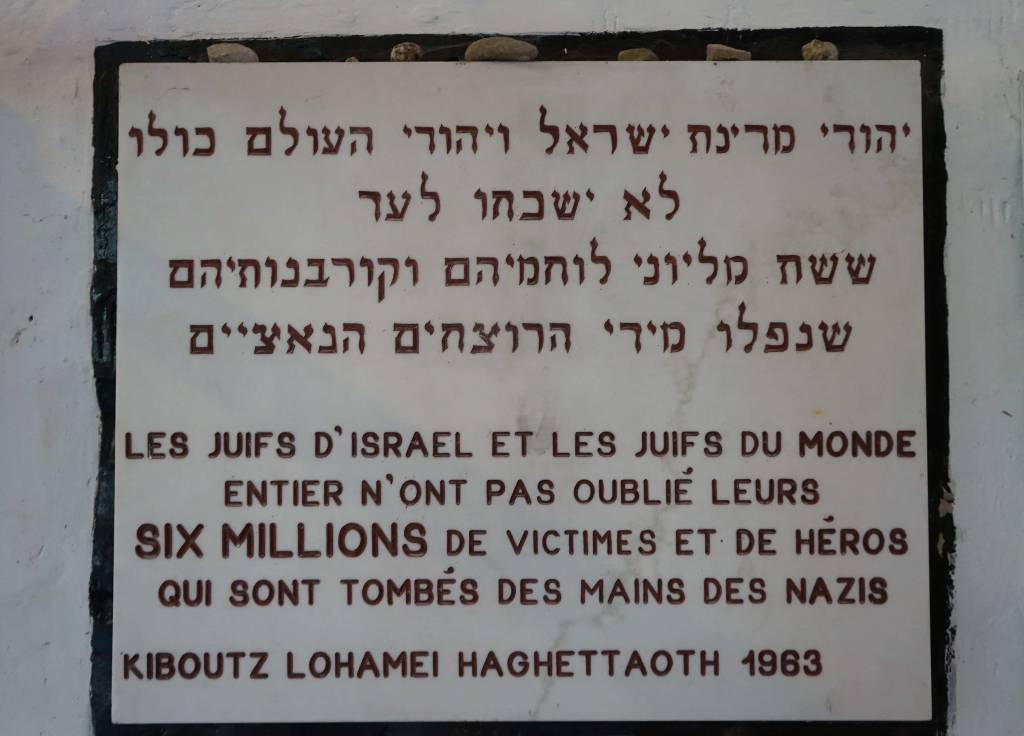 יהודי מדינת ישראל ויהודי העולם כולו
לא ישכחו לעד
ששת מליוני לוחמיהם וקורבנותיהם
שנפלו מידי הרוצחים הנאציים
LES JUIFS D'ISRAEL ET LES JUIFS DU MONDE
ENTIER N'ONT PAS OUBLIÉ LEURS
SIX MILLIONS DE VICTIMES ET DE HÉROS
QUI SONT TOMBÉS DES MAINS DES NAZIS
KIBOUTZ LOHAMEI HAGHETTAOTH 1963